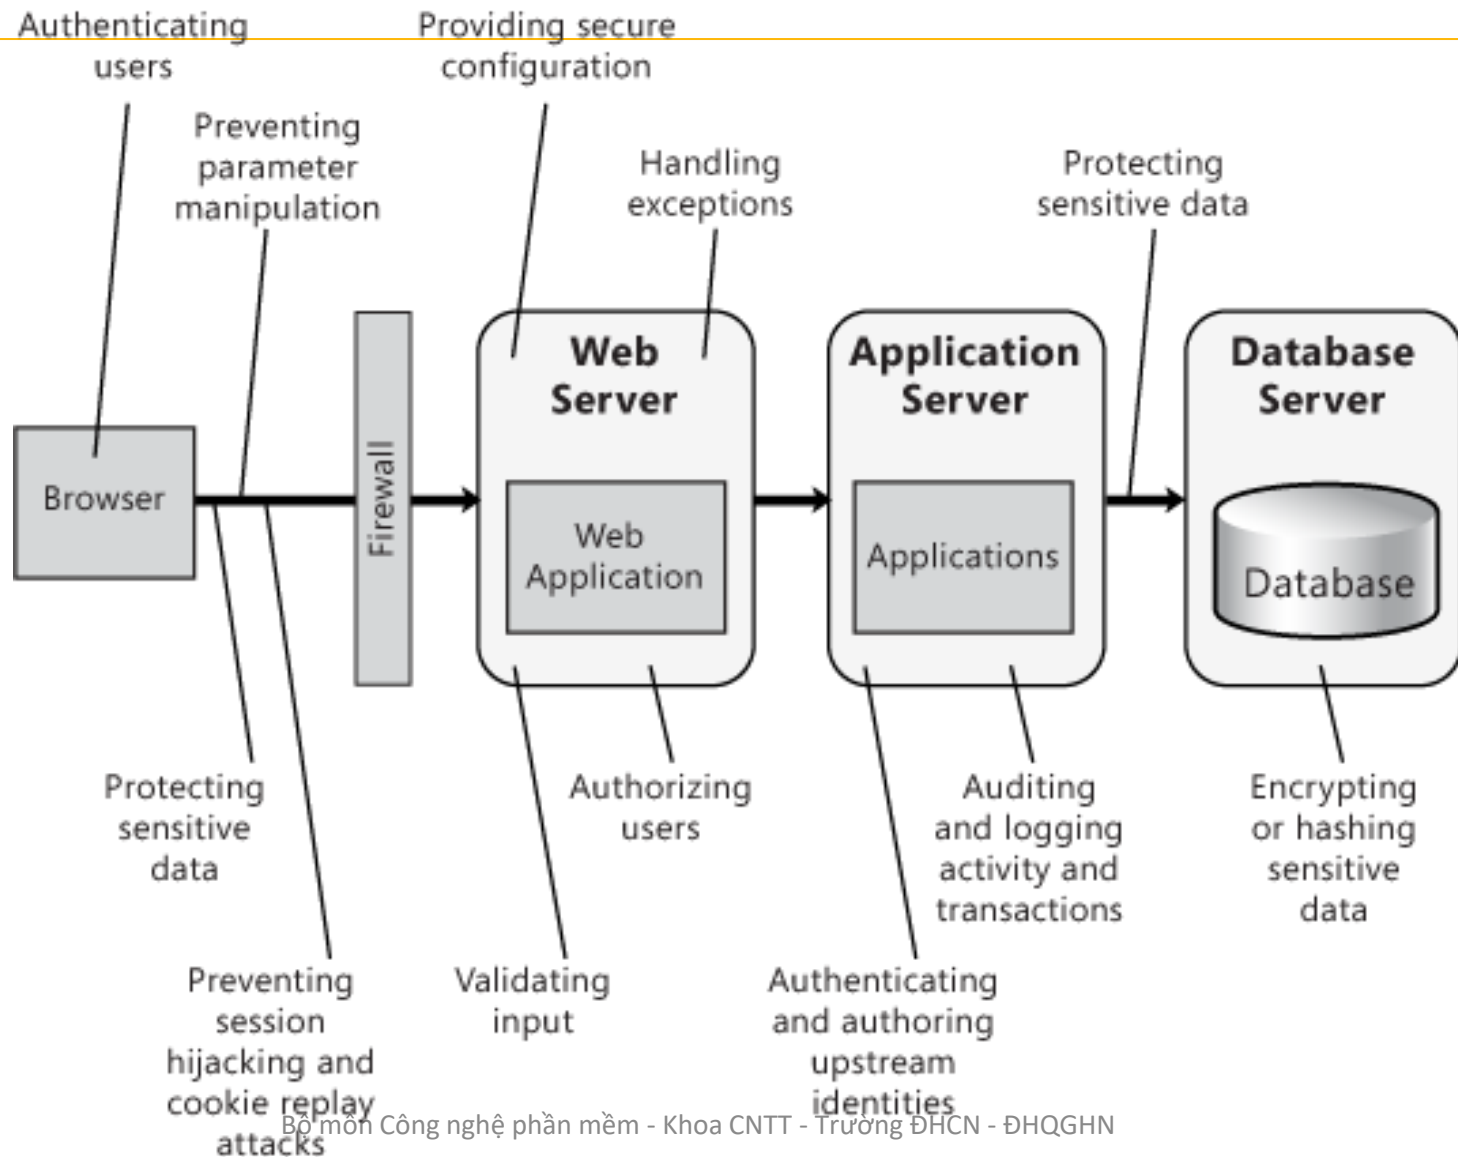 Authenticating
users
Providing secure
configuration
Preventing
parameter
manipulation
Handling
exceptions
Protecting
sensitive data
Browser
Firewall
Web
Server
Web
Application
Application
Server
Applications
Database
Server
Database
Protecting
sensitive
data
Authorizing
users
Auditing
and logging
activity and
transactions
Encrypting
or hashing
sensitive
data
Preventing
session
hijacking and
cookie replay
attacks
Validating
input
Authenticating
and authoring
upstream
identities
Bộ môn Công nghệ phần mềm - Khoa CNTT - Trường ĐHCN - ĐHQGHN